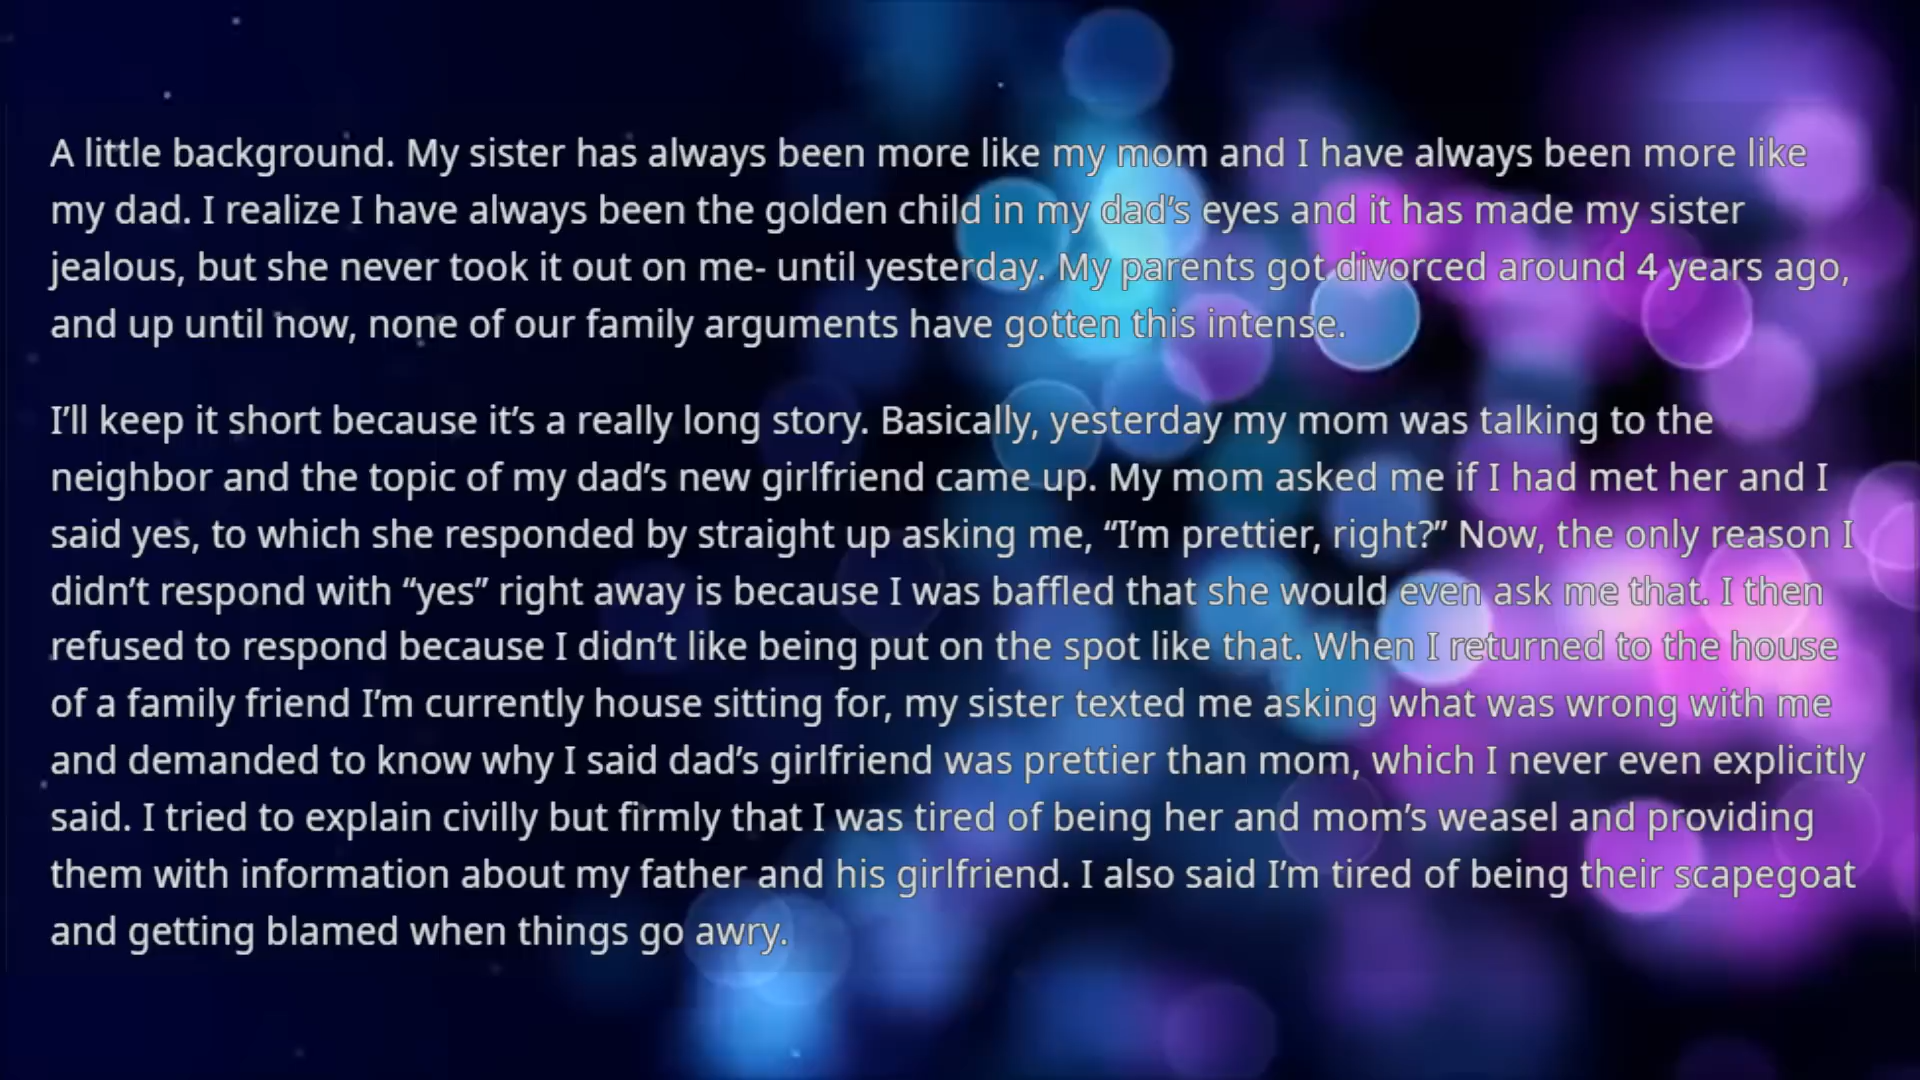 A little background. My sister has always been more like my mom and I have always been more like
my dad. I realize I have always been the golden child in my dad’s eyes and it has made my sister
jealous, but she never took it out on me- until yesterday. My parents got divorced around 4 years ago,
and up until now, none of our family arguments have gotten this intense.
I’ll keep it short because it’s a really long story. Basically, yesterday my mom was talking to the
neighbor and the topic of my dad’s new girlfriend came up. My mom asked me if I had met her and I
said yes, to which she responded by straight up asking me, “I’m prettier, right?” Now, the only reason I
didn’t respond with “yes” right away is because I was baffled that she would even ask me that. I then
refused to respond because I didn’t like being put on the spot like that. When I returned to the house
of a family friend I’m currently house sitting for, my sister texted me asking what was wrong with me
and demanded to know why I said dad’s girlfriend was prettier than mom, which I never even explicitly
said. I tried to explain civilly but firmly that I was tired of being her and mom’s weasel and providing
them with information about my father and his girlfriend. I also said I’m tired of being their scapegoat
and getting blamed when things go awry.